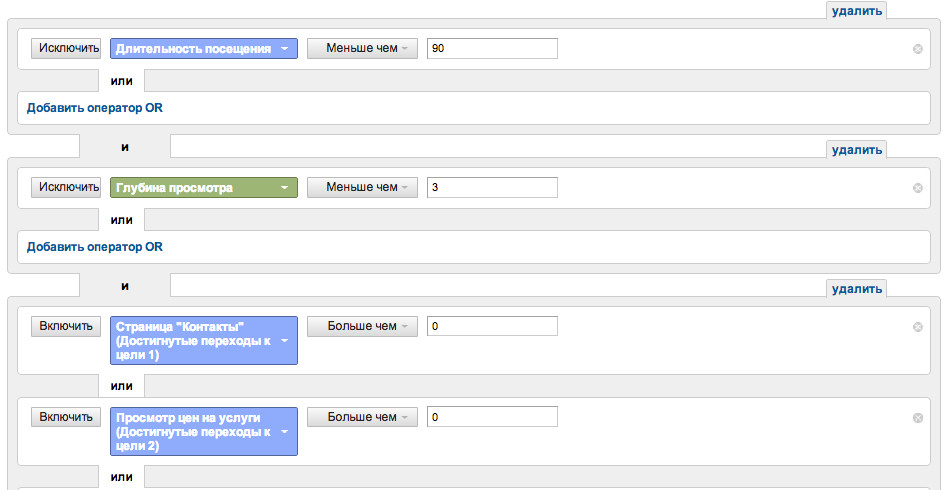 удалить
Исключить Длительность посещения Меньше чем 90
или
Добавить оператор OR
и
удалить
Исключить Глубина просмотра Меньше чем 3
или
Добавить оператор OR
и
удалить
Включить Страница "Контакты" Больше чем 0
(Достигнутые переходы к
цели 1)
или
Включить Просмотр цен на услуги Больше чем 0
(Достигнутые переходы к
цели 2)
или